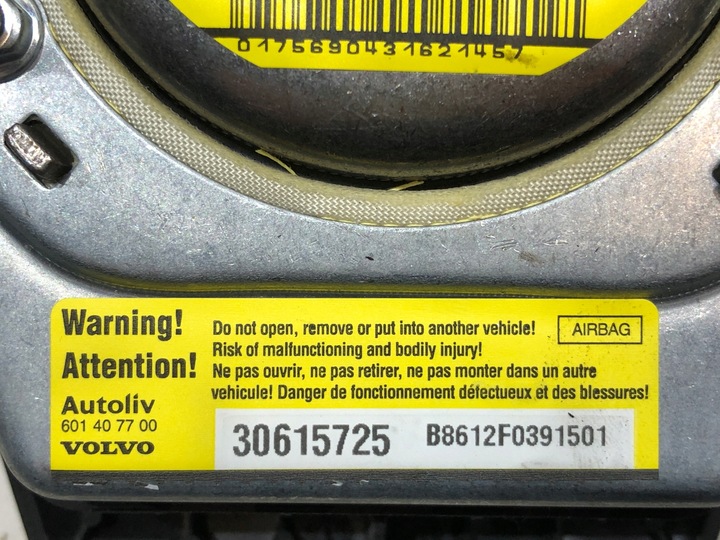 0175690431621457
Warning!
Attention!
Autoliv
601 40 77 00
VOLVO
Do not open, remove or put into another vehicle!
Risk of malfunctioning and bodily injury!
Ne pas ouvrir, ne pas retirer, ne pas monter dans un autre
vehicule! Danger de fonctionnement défectueux et des blessures!
AIRBAG
30615725 B8612F0391501